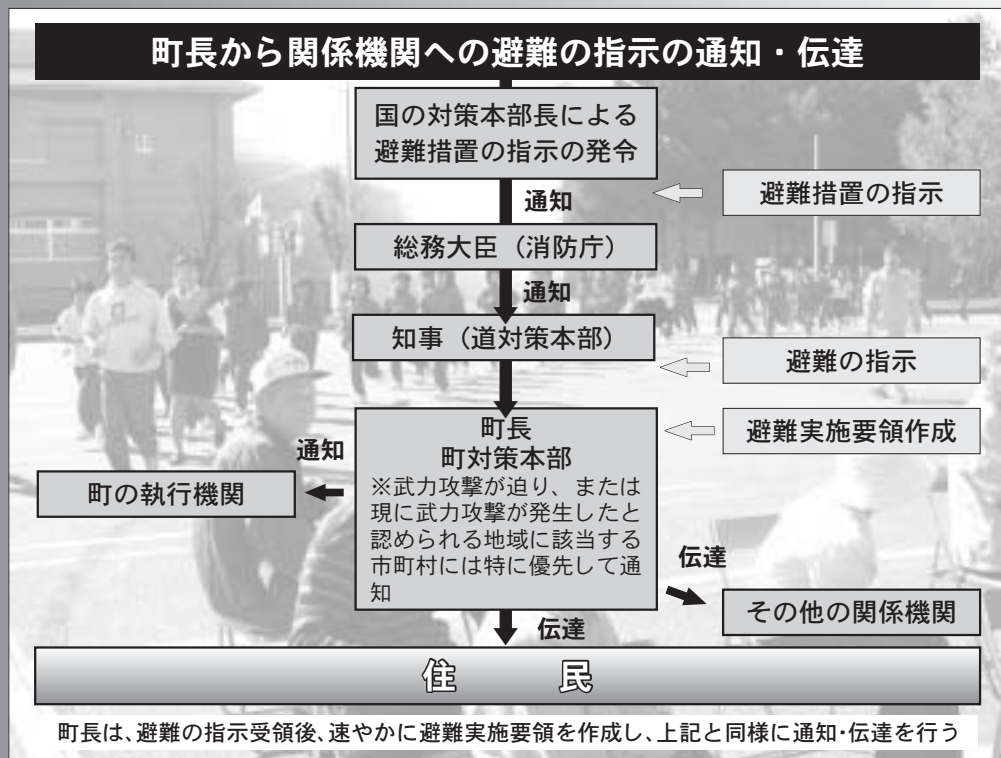 町長から関係機関への避難の指示の通知・伝達
国の対策本部長による
避難措置の指示の発令
通知
避難措置の指示
総務大臣（消防庁）
通知
知事（道対策本部）
避難の指示
町長
町対策本部
※武力攻撃が迫り、または
現に武力攻撃が発生したと
認められる地域に該当する
市町村には特に優先して通
知
避難実施要領作成
通知
町の執行機関
伝達
その他の関係機関
伝達
住　民
町長は、避難の指示受領後、速やかに避難実施要領を作成し、上記と同様に通知・伝達を行う